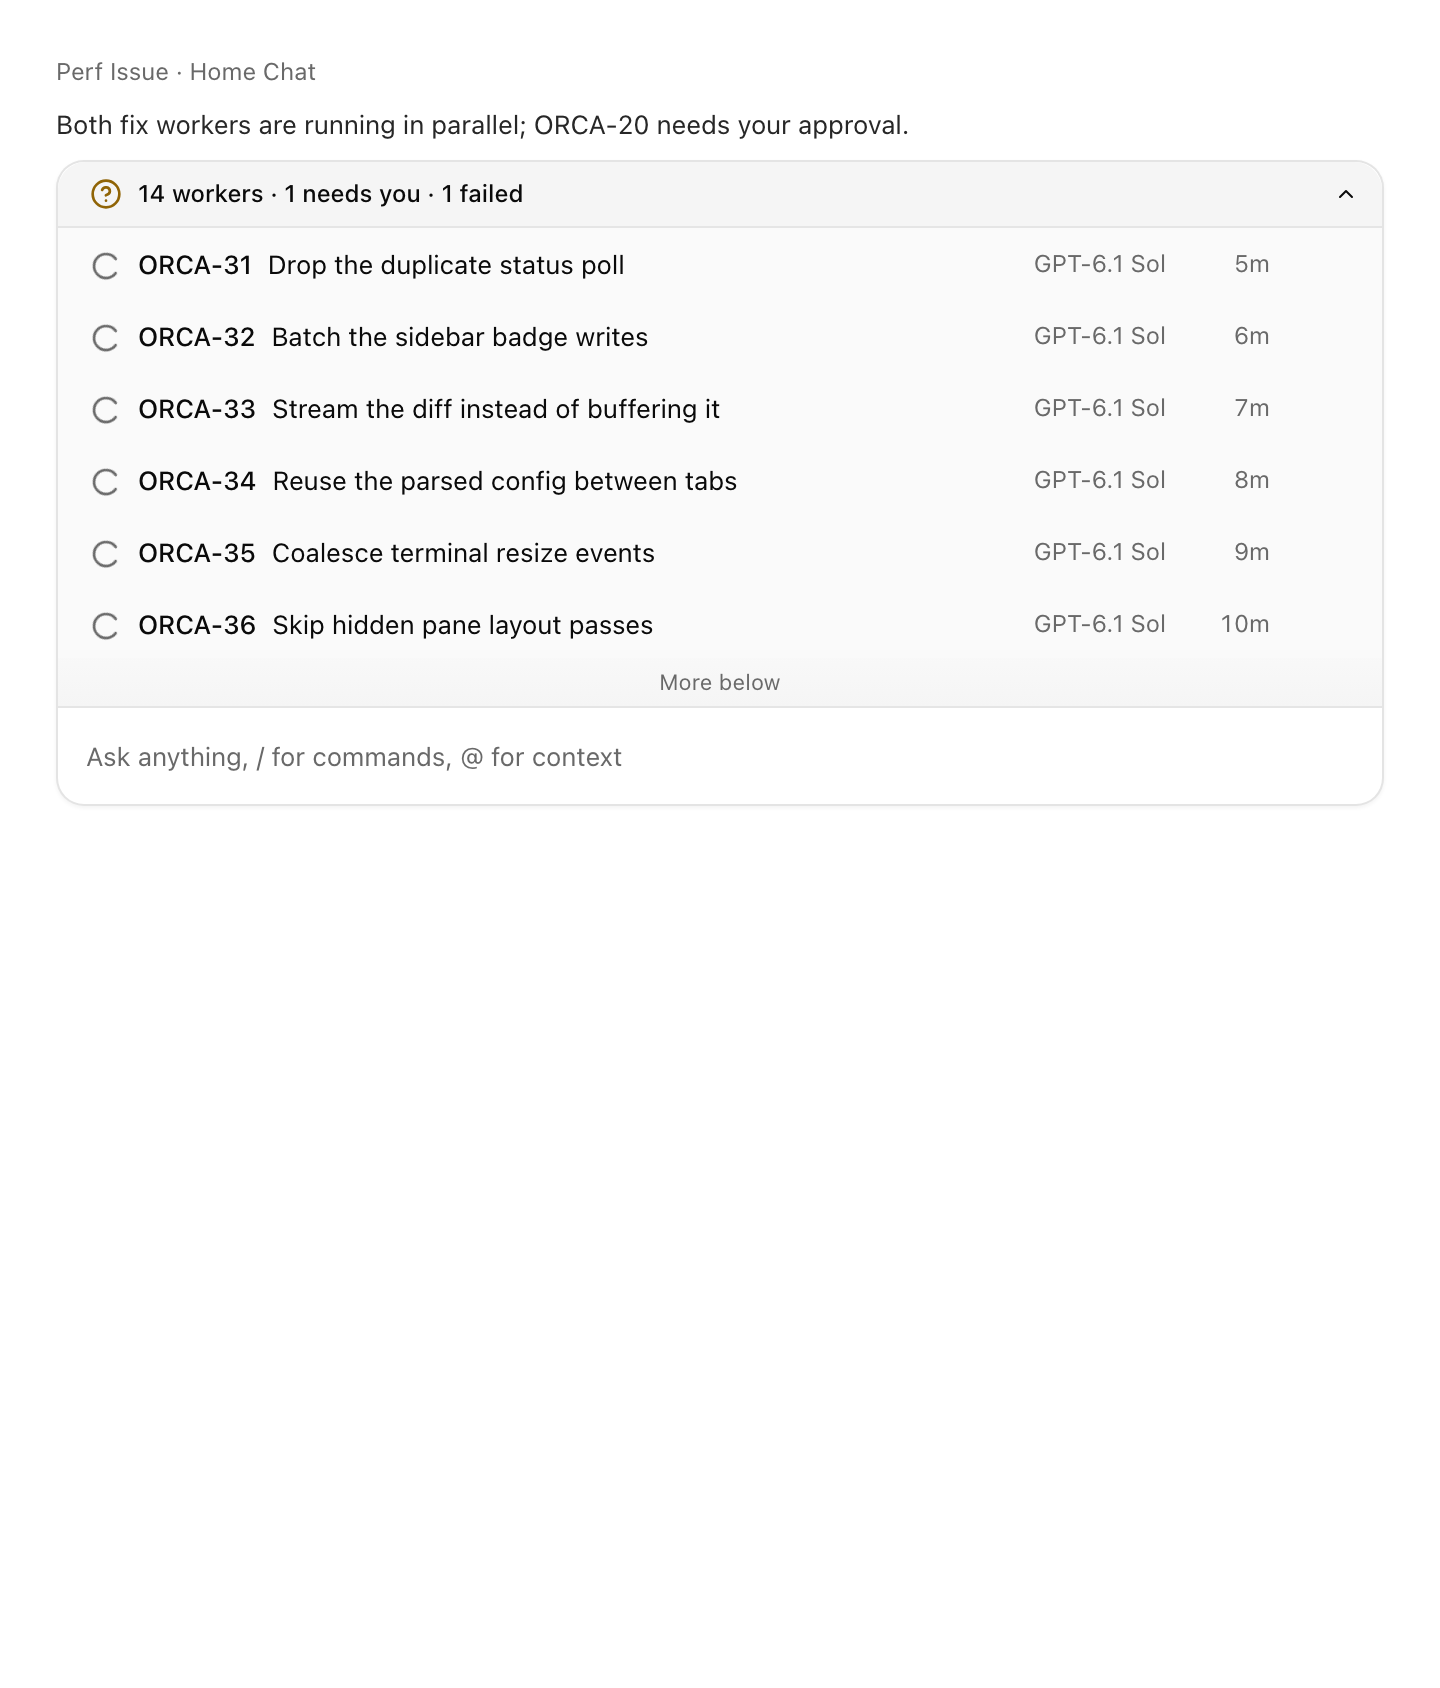 Perf Issue · Home Chat
Both fix workers are running in parallel; ORCA-20 needs your approval.
14 workers · 1 needs you · 1 failed
ORCA-31 Drop the duplicate status poll GPT-6.1 Sol 5m
ORCA-32 Batch the sidebar badge writes GPT-6.1 Sol 6m
ORCA-33 Stream the diff instead of buffering it GPT-6.1 Sol 7m
ORCA-34 Reuse the parsed config between tabs GPT-6.1 Sol 8m
ORCA-35 Coalesce terminal resize events GPT-6.1 Sol 9m
ORCA-36 Skip hidden pane layout passes GPT-6.1 Sol 10m
More below
Ask anything, / for commands, @ for context